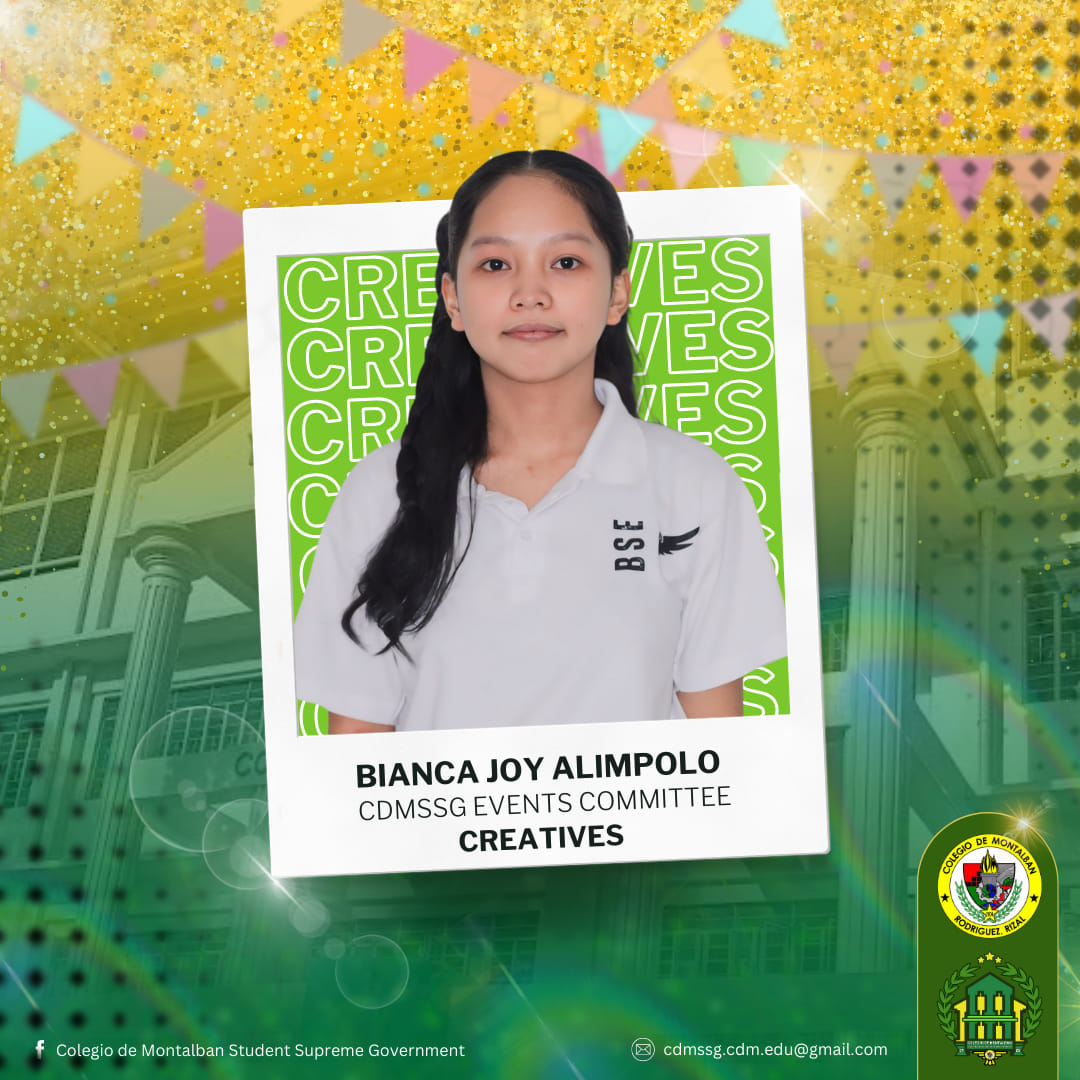 CREATIVES
CREATIVES
CREATIVES
BSE
BIANCA JOY ALIMPOLO
CDMSSG EVENTS COMMITTEE
CREATIVES
COLEGIO DE MONTALBAN
RODRIGUEZ, RIZAL
Colegio de Montalban Student Supreme Government
cdmssg.cdm.edu@gmail.com